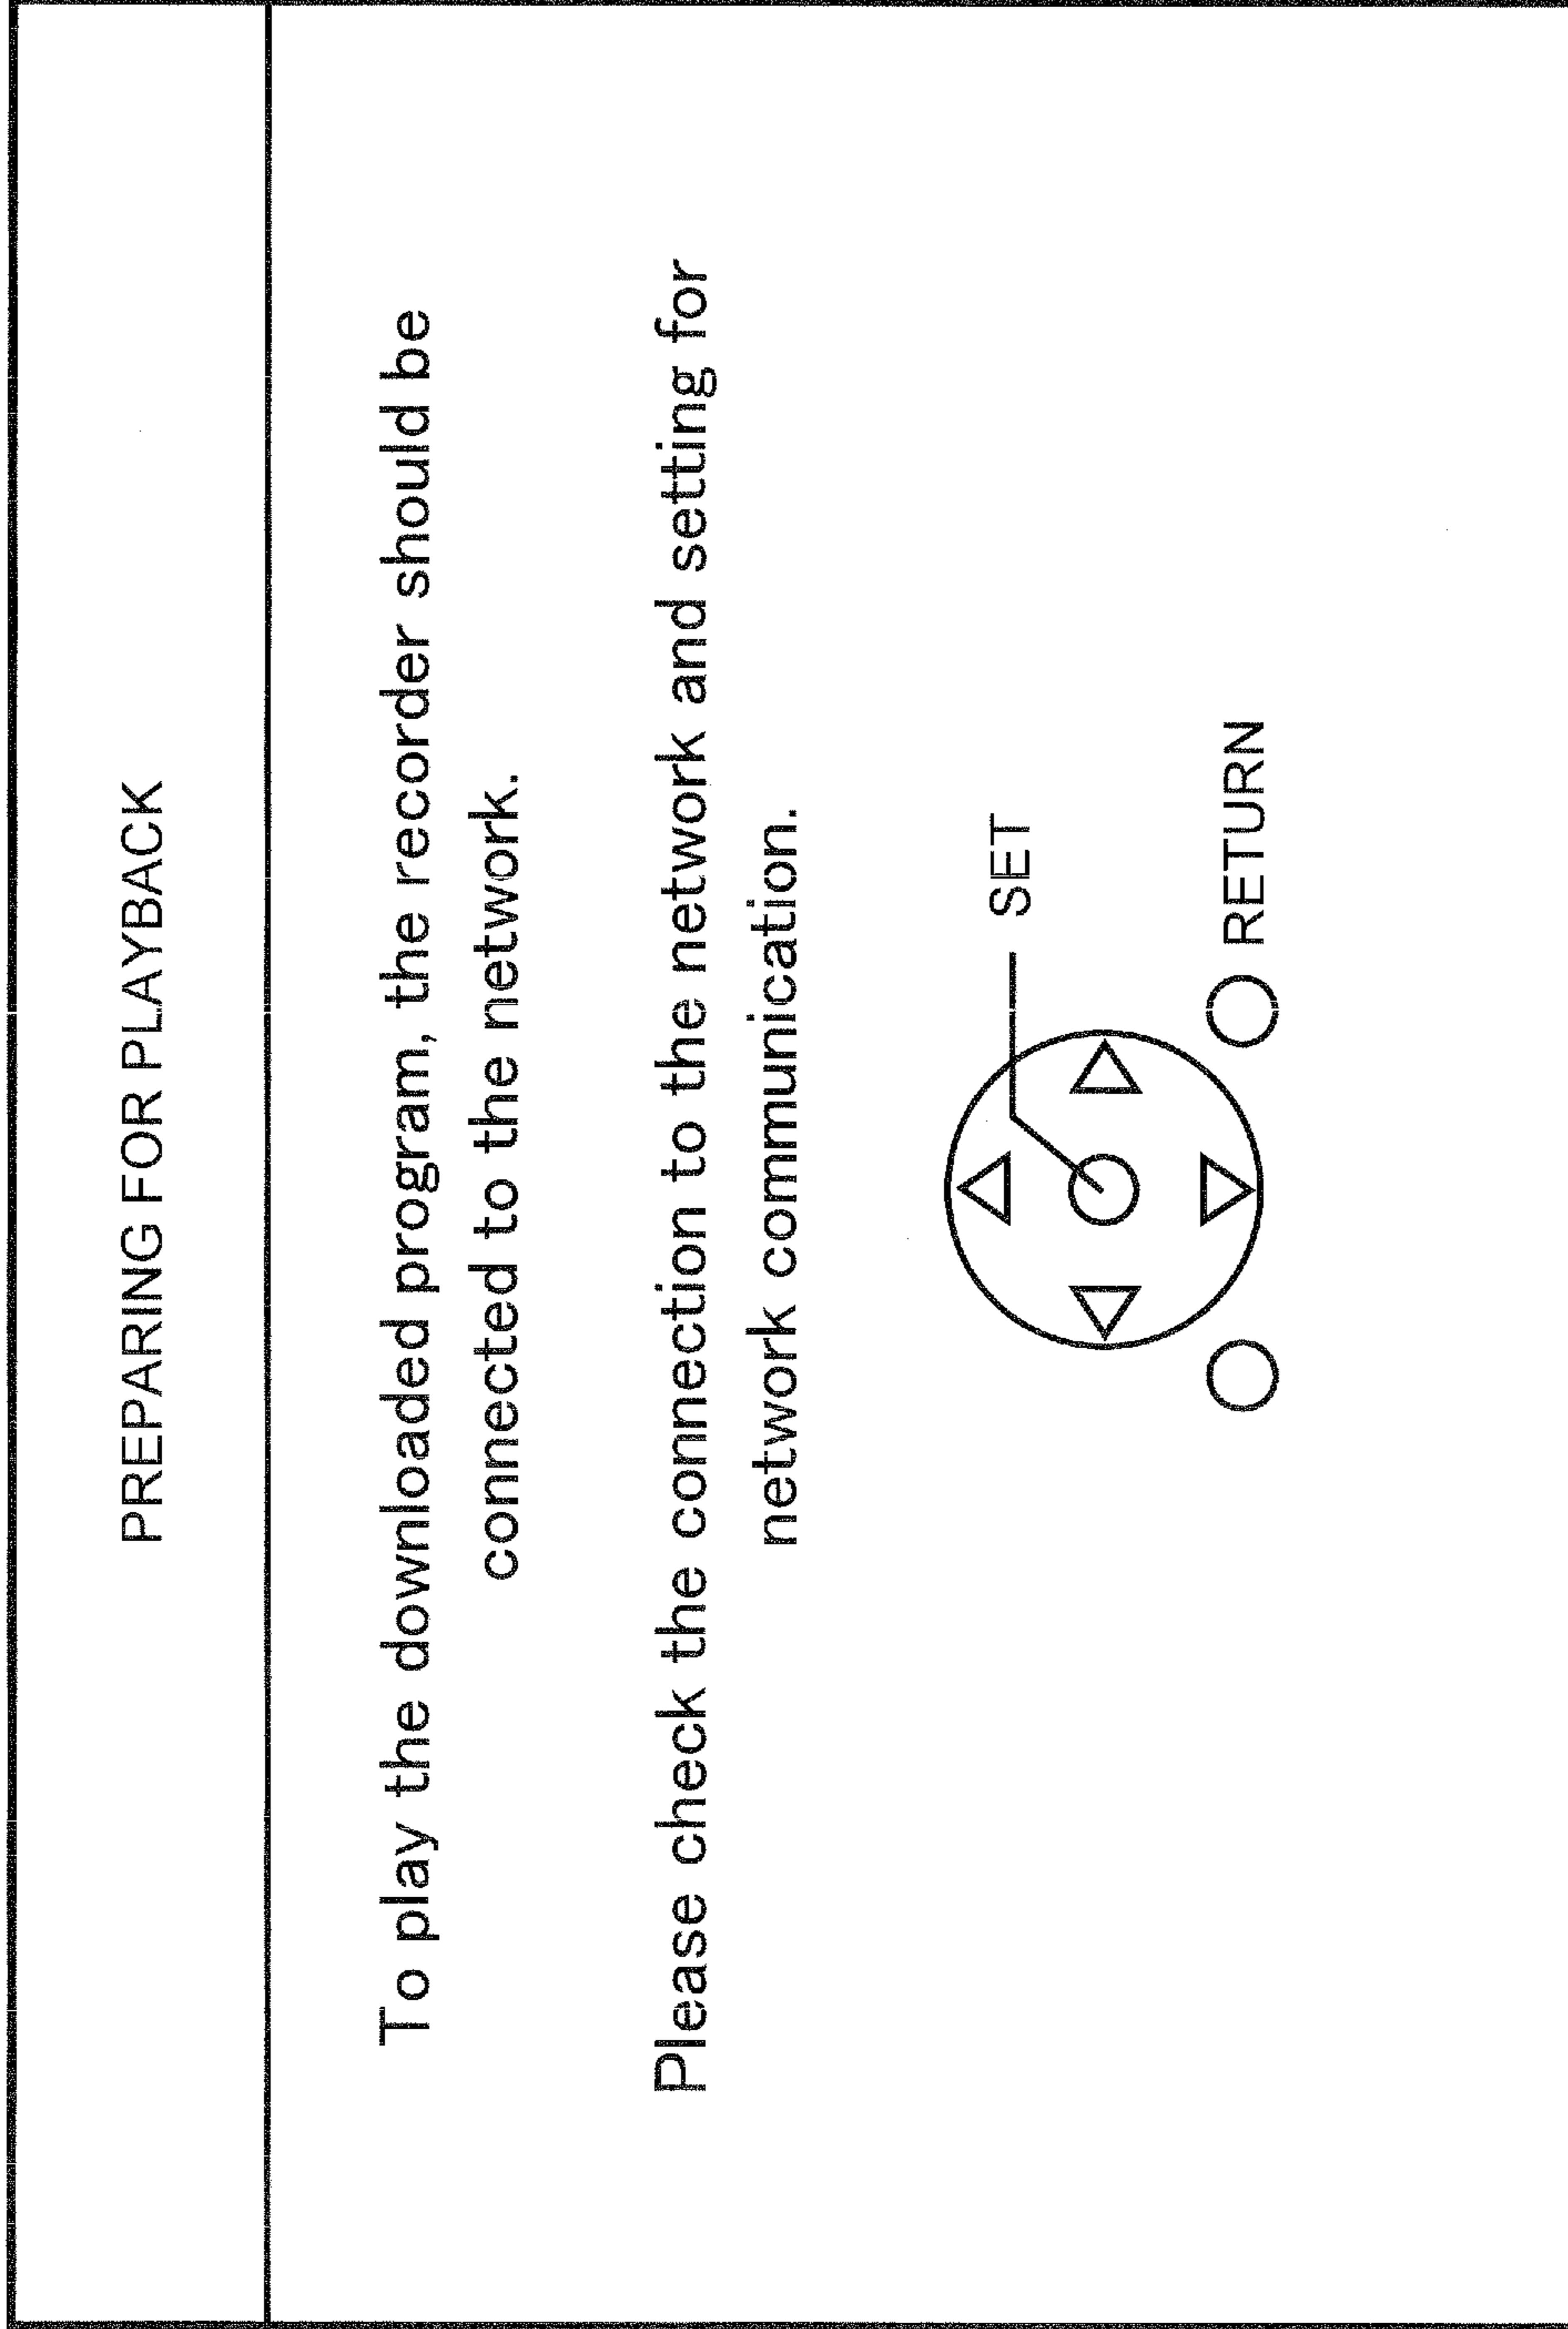 PREPARING FOR PLAYBACK
To play the downloaded program, the recorder should be
connected to the network.
Please check the connection to the network and setting for
network communication.
SET
RETURN